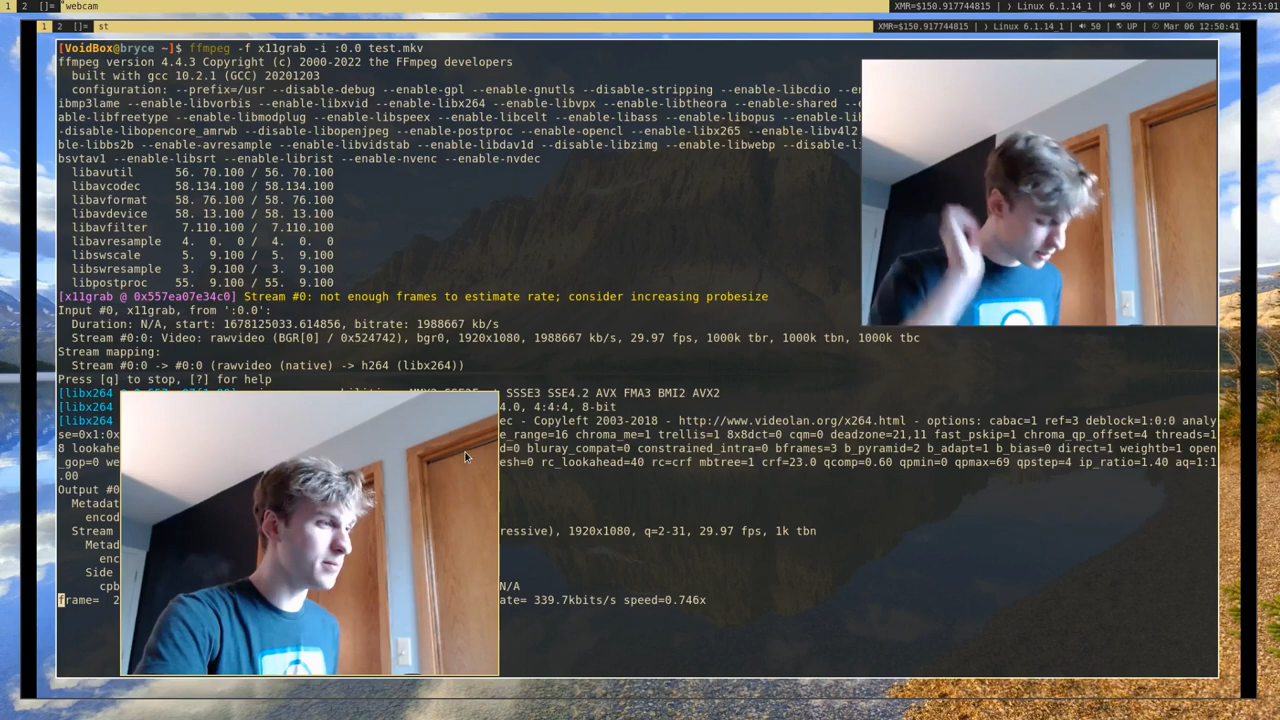 1 2 []= webcam XMR=$150.917744815 | Linux 6.1.14_1 | 50 | UP | Mar 06 12:51:01
1 2 []= st XMR=$150.917744815 | Linux 6.1.14_1 | 50 | UP | Mar 06 12:50:41
[VoidBox@bryce ~]$ ffmpeg -f x11grab -i :0.0 test.mkv
ffmpeg version 4.4.3 Copyright (c) 2000-2022 the FFmpeg developers
built with gcc 10.2.1 (GCC) 20201203
configuration: --prefix=/usr --disable-debug --enable-gpl --enable-gnutls --disable-stripping --enable-libcdio --e
ibmp3lame --enable-libvorbis --enable-libxvid --enable-libx264 --enable-libvpx --enable-libtheora --enable-shared --e
able-libfreetype --enable-libmodplug --enable-libspeex --enable-libcelt --enable-libass --enable-libopus --enable-lib
-disable-libopencore_amrwb --disable-libopenjpeg --enable-postproc --enable-opencl --enable-libx265 --enable-libv4l2
ble-libbs2b --enable-avresample --enable-libvidstab --enable-libdav1d --disable-libzimg --enable-libwebp --disable-li
bsvtav1 --enable-libsrt --enable-librist --enable-nvenc --enable-nvdec
libavutil 56. 70.100 / 56. 70.100
libavcodec 58.134.100 / 58.134.100
libavformat 58. 76.100 / 58. 76.100
libavdevice 58. 13.100 / 58. 13.100
libavfilter 7.110.100 / 7.110.100
libavresample 4. 0. 0 / 4. 0. 0
libswscale 5. 9.100 / 5. 9.100
libswresample 3. 9.100 / 3. 9.100
libpostproc 55. 9.100 / 55. 9.100
[x11grab @ 0x557ea07e34c0] Stream #0: not enough frames to estimate rate; consider increasing probesize
Input #0, x11grab, from ':0.0':
Duration: N/A, start: 1678125033.614856, bitrate: 1988667 kb/s
Stream #0:0: Video: rawvideo (BGR[0] / 0x524742), bgr0, 1920x1080, 1988667 kb/s, 29.97 fps, 1000k tbr, 1000k tbn, 1000k tbc
Stream mapping:
Stream #0:0 -> #0:0 (rawvideo (native) -> h264 (libx264))
Press [q] to stop, [?] for help
[libx264 SSSE3 SSE4.2 AVX FMA3 BMI2 AVX2
[libx264 4.0, 4:4:4, 8-bit
[libx264 ec - Copyleft 2003-2018 - http://www.videolan.org/x264.html - options: cabac=1 ref=3 deblock=1:0:0 analy
se=0x1:0x e_range=16 chroma_me=1 trellis=1 8x8dct=0 cqm=0 deadzone=21,11 fast_pskip=1 chroma_qp_offset=4 threads=1
8 lookahe d=0 bluray_compat=0 constrained_intra=0 bframes=3 b_pyramid=2 b_adapt=1 b_bias=0 direct=1 weightb=1 open
_gop=0 we esh=0 rc_lookahead=40 rc=crf mbtree=1 crf=23.0 qcomp=0.60 qpmin=0 qpmax=69 qpstep=4 ip_ratio=1.40 aq=1:1
.00
Output #0
Metadat
encod
Stream ressive), 1920x1080, q=2-31, 29.97 fps, 1k tbn
Metad
enc
Side
cpb N/A
frame= 2 ate= 339.7kbits/s speed=0.746x